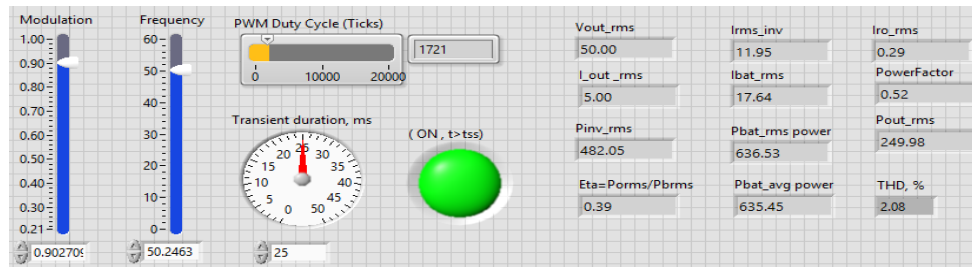 Modulation
1.00
0.90
0.80
0.70
0.60
0.50
0.40
0.30
0.21
0.902709
Frequency
60
50
40
30
20
10
0
50.2463
PWM Duty Cycle (Ticks)
0 10000 20000
1721
Transient duration, ms
0 5 10 15 20 25 30 35 40 45 50
25
( ON , t>tss)
Vout_rms
50.00
I_out _rms
5.00
Pinv_rms
482.05
Eta=Porms/Pbrms
0.39
Irms_inv
11.95
Ibat_rms
17.64
Pbat_rms power
636.53
Pbat_avg power
635.45
Iro_rms
0.29
PowerFactor
0.52
Pout_rms
249.98
THD, %
2.08